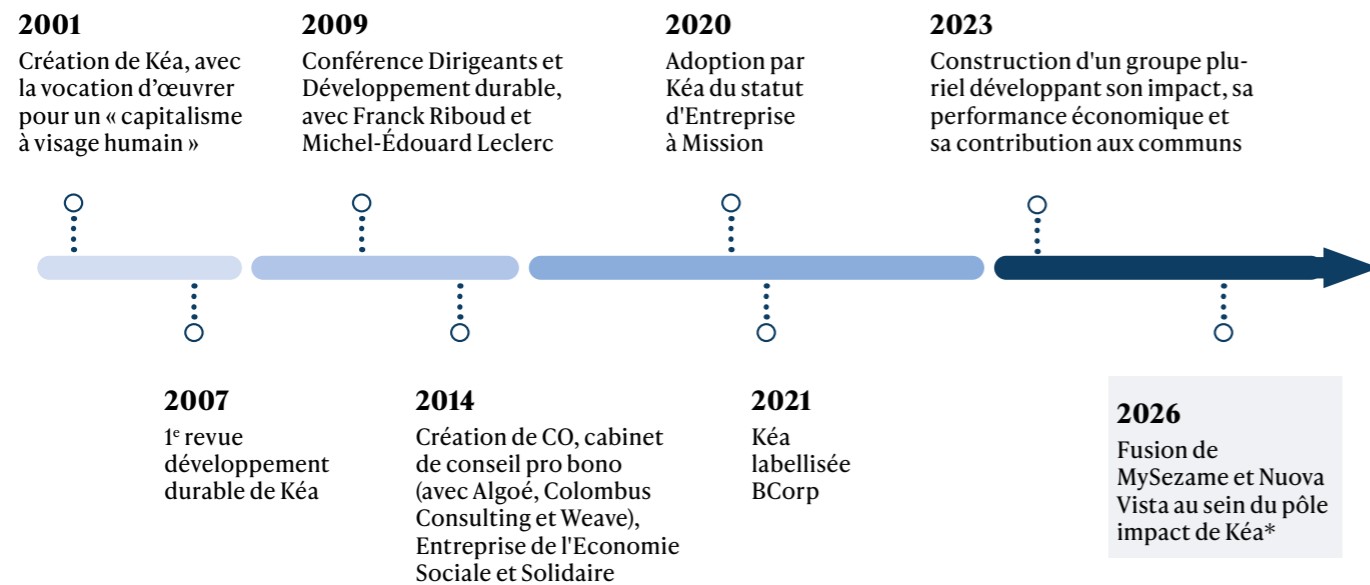 2001
Création de Kéa, avec
la vocation d'œuvrer
pour un « capitalisme
à visage humain »
2009
Conférence Dirigeants et
Développement durable,
avec Franck Riboud et
Michel-Édouard Leclerc
2020
Adoption par
Kéa du statut
d'Entreprise
à Mission
2023
Construction d'un groupe plu-
riel développant son impact, sa
performance économique et
sa contribution aux communs
2007
1e revue
développement
durable de Kéa
2014
Création de CO, cabinet
de conseil pro bono
(avec Algoé, Colombus
Consulting et Weave),
Entreprise de l'Economie
Sociale et Solidaire
2021
Kéa
labellisée
BCorp
2026
Fusion de
MySezame et Nuova
Vista au sein du pôle
impact de Kéa*